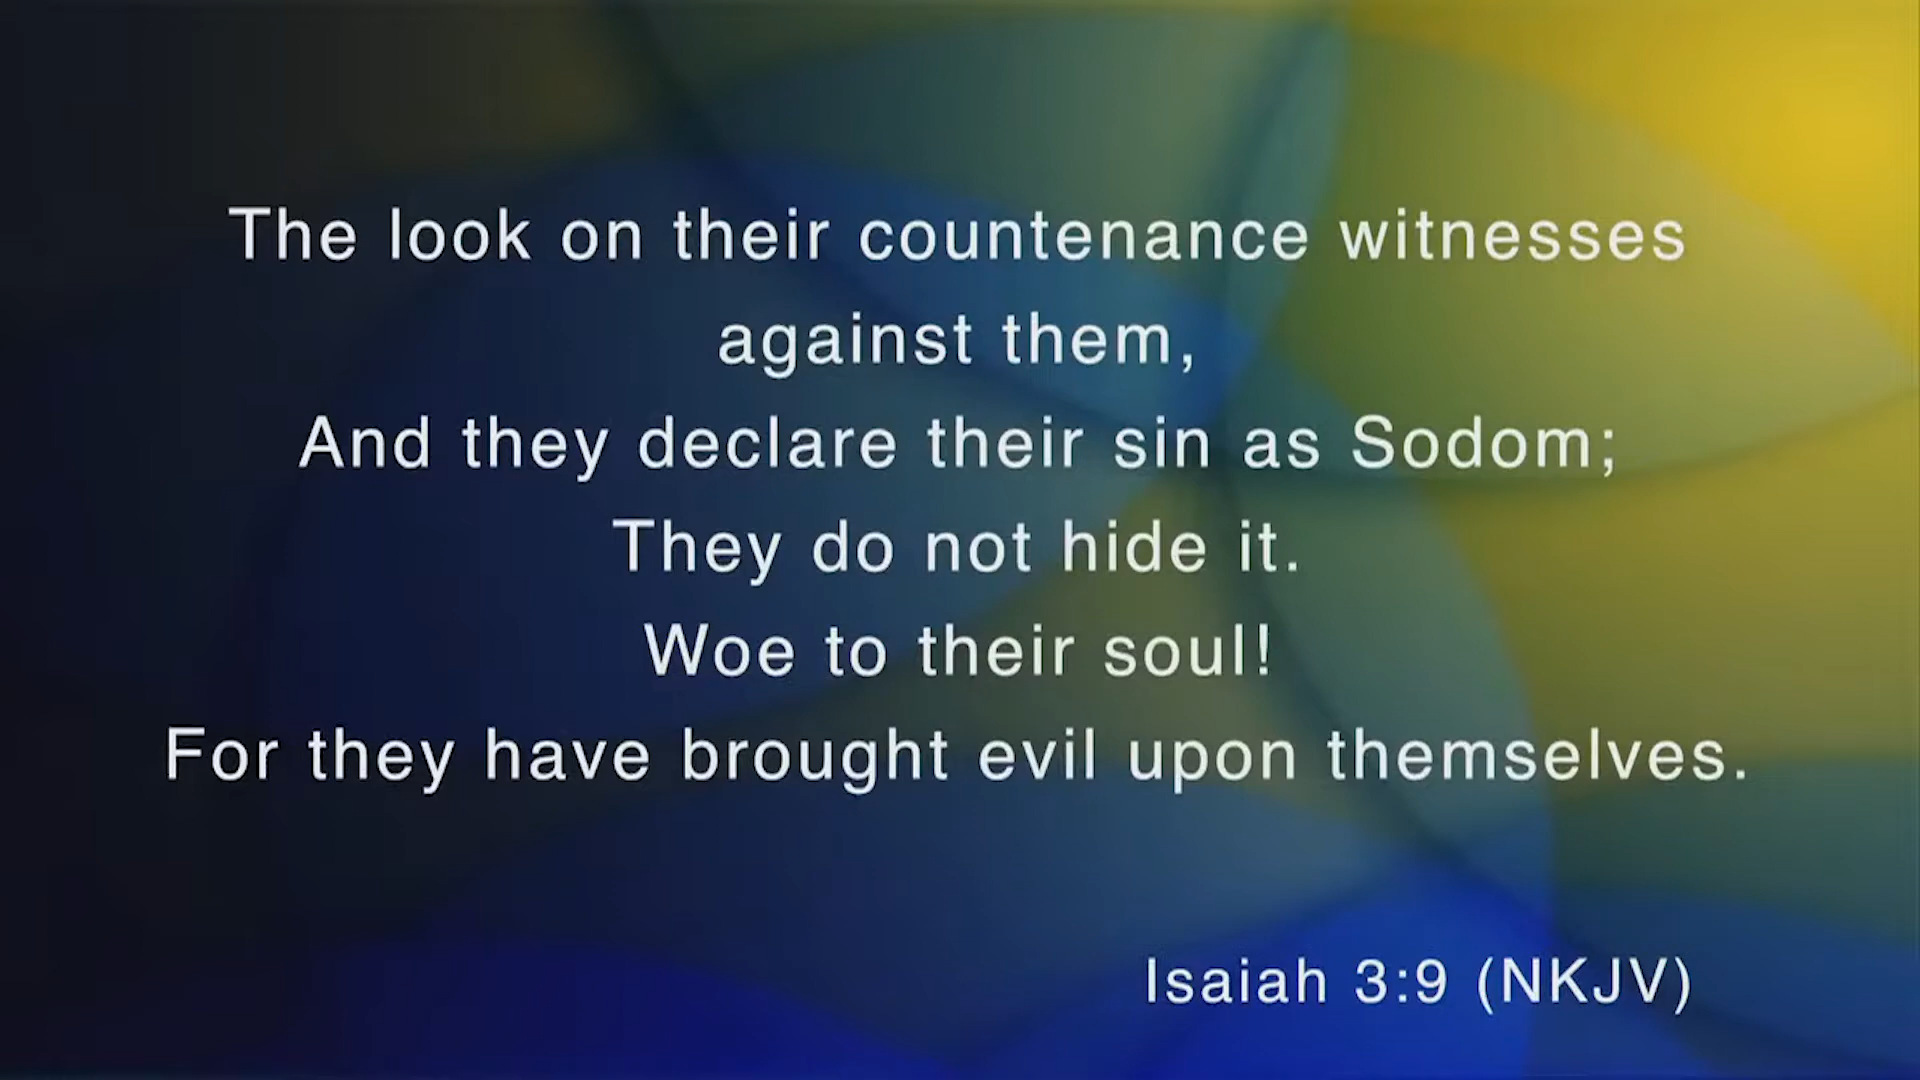 The look on their countenance witnesses
against them,
And they declare their sin as Sodom;
They do not hide it.
Woe to their soul!
For they have brought evil upon themselves.
Isaiah 3:9 (NKJV)